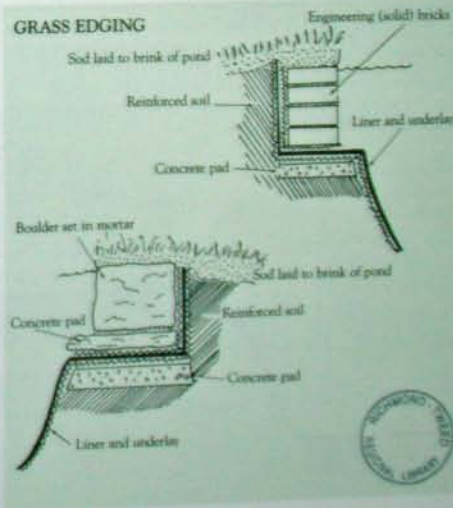 GRASS EDGING
Engineering (solid) bricks
Sod laid to brink of pond
Reinforced soil
Liner and underlay
Concrete pad
Boulder set in mortar
Sod laid to brink of pond
Concrete pad
Reinforced soil
Concrete pad
Liner and underlay
RICHMOND - TWEED
REGIONAL LIBRARY